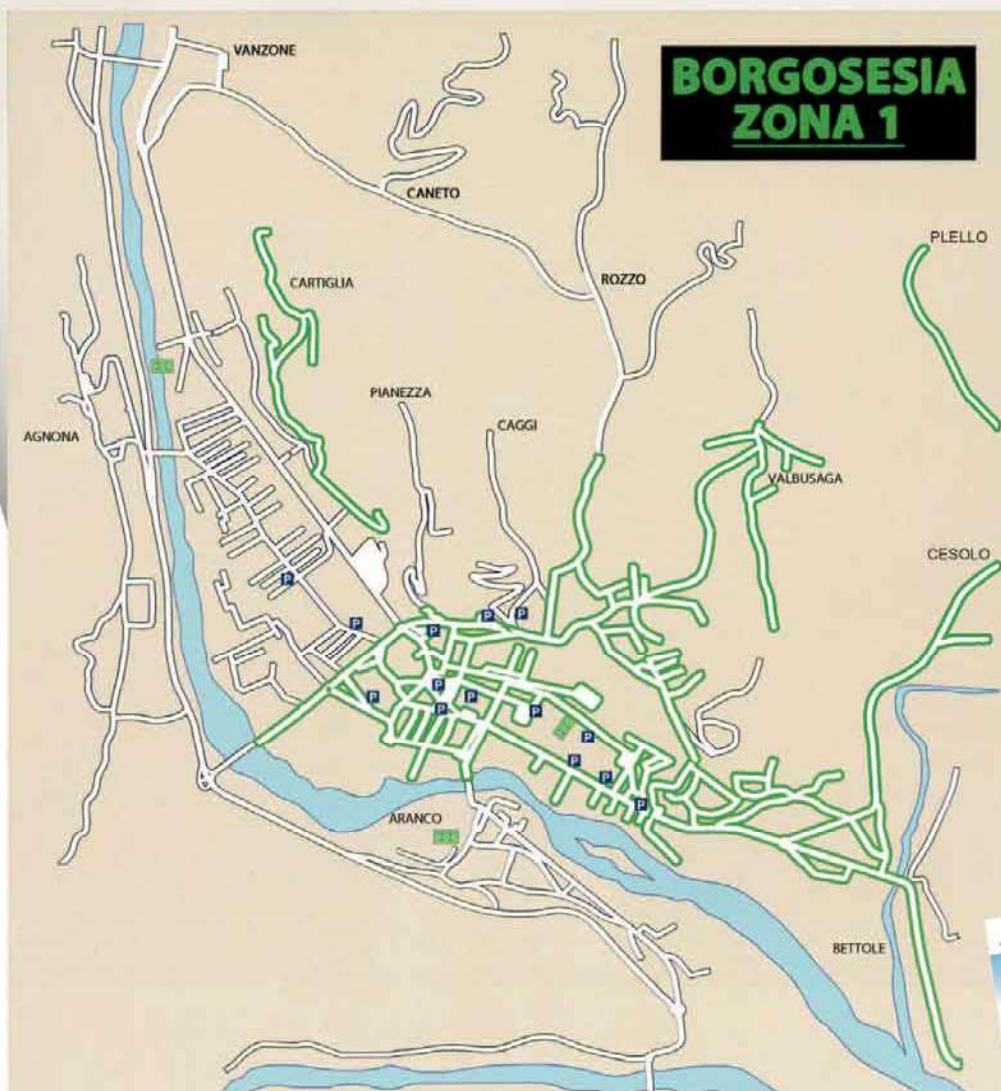 VANZONE
BORGOSESIA
ZONA 1
CANETO
PLELLO
CARTIGLIA
ROZZO
PIANEZZA
CAGGI
AGNONA
VALBUSAGA
CESOLO
P
P
P
P
P
P
P
P
P
P
P
P
P
P
ARANCO
BETTOLE